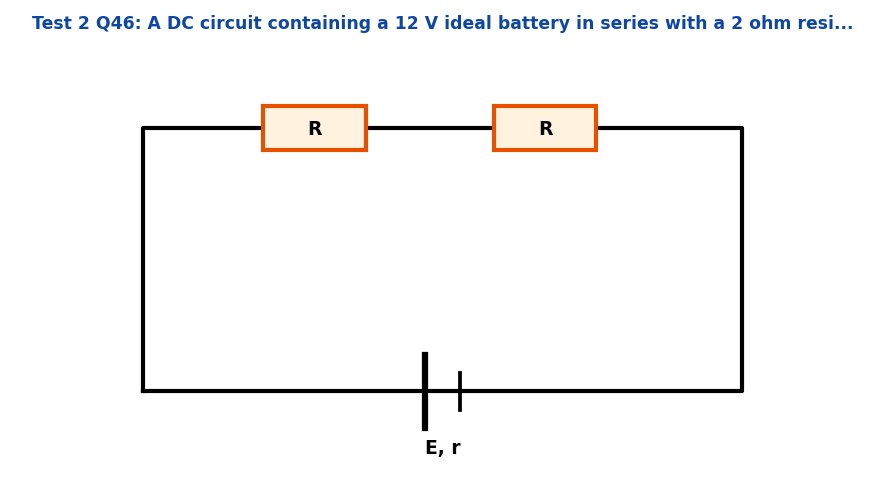 Test 2 Q46: A DC circuit containing a 12 V ideal battery in series with a 2 ohm resi...
R R
E, r